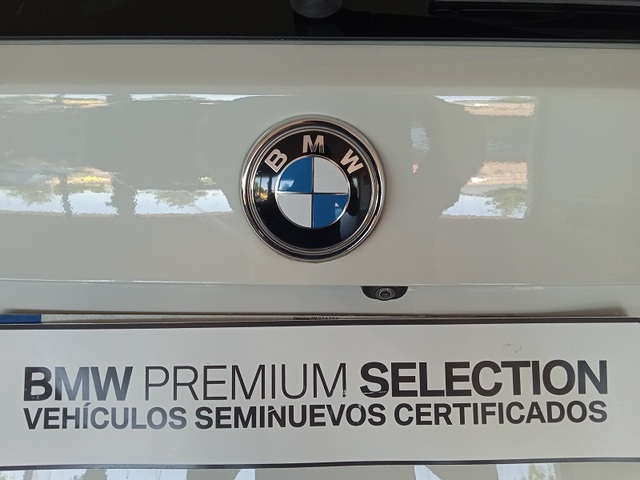 BMW
BMW PREMIUM SELECTION
VEHÍCULOS SEMINUEVOS CERTIFICADOS